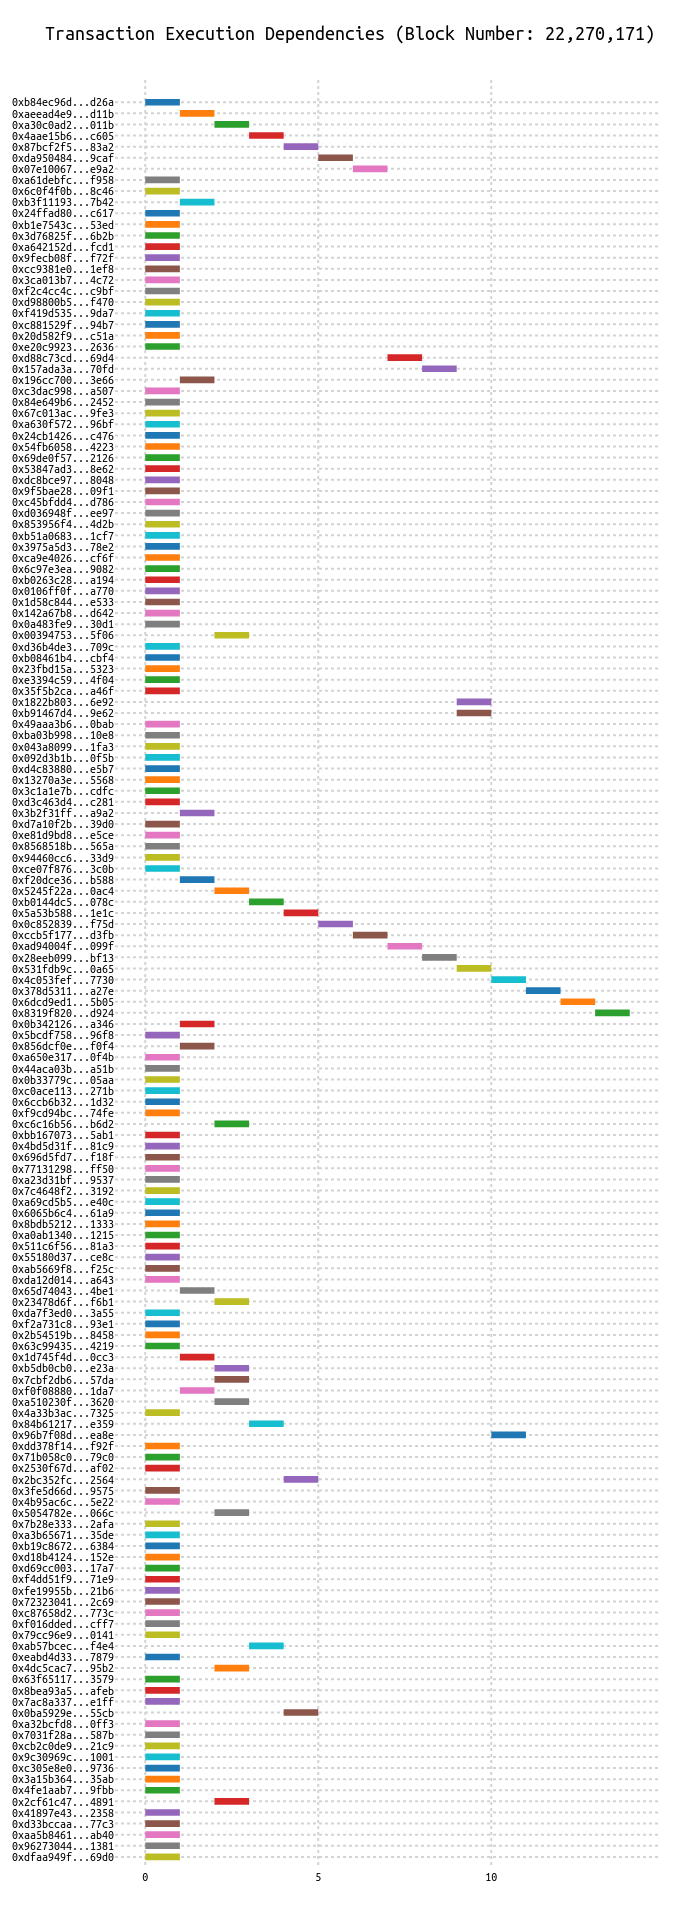 Transaction Execution Dependencies (Block Number: 22,270,171)
0xb84ec96d...d26a
0xaeead4e9...d11b
0xa30c0ad2...011b
0x4aae15b6...c605
0x87bcf2f5...83a2
0xda950484...9caf
0x07e10067...e9a2
0xa61debfc...f958
0x6c0f4f0b...8c46
0xb3f11193...7b42
0x24ffad80...c617
0xb1e7543c...53ed
0x3d76825f...6b2b
0xa642152d...fcd1
0x9fecb08f...f72f
0xcc9381e0...1ef8
0x3ca013b7...4c72
0xf2c4cc4c...c9bf
0xd98800b5...f470
0xf419d535...9da7
0xc881529f...94b7
0x20d582f9...c51a
0xe20c9923...2636
0xd88c73cd...69d4
0x157ada3a...70fd
0x196cc700...3e66
0xc3dac998...a507
0x84e649b6...2452
0x67c013ac...9fe3
0xa630f572...96bf
0x24cb1426...c476
0x54fb6058...4223
0x69de0f57...2126
0x53847ad3...8e62
0xdc8bce97...8048
0x9f5bae28...09f1
0xc45bfdd4...d786
0xd036948f...ee97
0x853956f4...4d2b
0xb51a0683...1cf7
0x3975a5d3...78e2
0xca9e4026...cf6f
0x6c97e3ea...9082
0xb0263c28...a194
0x0106ff0f...a770
0x1d58c844...e533
0x142a67b8...d642
0x0a483fe9...30d1
0x00394753...5f06
0xd36b4de3...709c
0xb08461b4...cbf4
0x23fbd15a...5323
0xe3394c59...4f04
0x35f5b2ca...a46f
0x1822b803...6e92
0xb91467d4...9e62
0x49aaa3b6...0bab
0xba03b998...10e8
0x043a8099...1fa3
0x092d3b1b...0f5b
0xd4c83880...e5b7
0x13270a3e...5568
0x3c1a1e7b...cdfc
0xd3c463d4...c281
0x3b2f31ff...a9a2
0xd7a10f2b...39d0
0xe81d9bd8...e5ce
0x8568518b...565a
0x94460cc6...33d9
0xce07f876...3c0b
0xf20dce36...b588
0x5245f22a...0ac4
0xb0144dc5...078c
0x5a53b588...1e1c
0x0c852839...f75d
0xccb5f177...d3fb
0xad94004f...099f
0x28eeb099...bf13
0x531fdb9c...0a65
0x4c053fef...7730
0x378d5311...a27e
0x6dcd9ed1...5b05
0x8319f820...d924
0x0b342126...a346
0x5bcdf758...96f8
0x856dcf0e...f0f4
0xa650e317...0f4b
0x44aca03b...a51b
0x0b33779c...05aa
0xc0ace113...271b
0x6ccb6b32...1d32
0xf9cd94bc...74fe
0xc6c16b56...b6d2
0xbb167073...5ab1
0x4bd5d31f...81c9
0x696d5fd7...f18f
0x77131298...ff50
0xa23d31bf...9537
0x7c4648f2...3192
0xa69cd5b5...e40c
0x6065b6c4...61a9
0x8bdb5212...1333
0xa0ab1340...1215
0x511c6f56...81a3
0x55180d37...ce8c
0xab5669f8...f25c
0xda12d014...a643
0x65d74043...4be1
0x23478d6f...f6b1
0xda7f3ed0...3a55
0xf2a731c8...93e1
0x2b54519b...8458
0x63c99435...4219
0x1d745f4d...0cc3
0xb5db0cb0...e23a
0x7cbf2db6...57da
0xf0f08880...1da7
0xa510230f...3620
0x4a33b3ac...7325
0x84b61217...e359
0x96b7f08d...ea8e
0xdd378f14...f92f
0x71b058c0...79c0
0x2530f67d...af02
0x2bc352fc...2564
0x3fe5d66d...9575
0x4b95ac6c...5e22
0x5054782e...066c
0x7b28e333...2afa
0xa3b65671...35de
0xb19c8672...6384
0xd18b4124...152e
0xd69cc003...17a7
0xf4dd51f9...71e9
0xfe19955b...21b6
0x72323041...2c69
0xc87658d2...773c
0xf016dded...cff7
0x79cc96e9...0141
0xab57bcec...f4e4
0xeabd4d33...7879
0x4dc5cac7...95b2
0x63f65117...3579
0x8bea93a5...afeb
0x7ac8a337...e1ff
0x0ba5929e...55cb
0xa32bcfd8...0ff3
0x7031f28a...587b
0xcb2c0de9...21c9
0x9c30969c...1001
0xc305e8e0...9736
0x3a15b364...35ab
0x4fe1aab7...9fbb
0x2cf61c47...4891
0x41897e43...2358
0xd33bccaa...77c3
0xaa5b8461...ab40
0x96273044...1381
0xdfaa949f...69d0
0 5 10